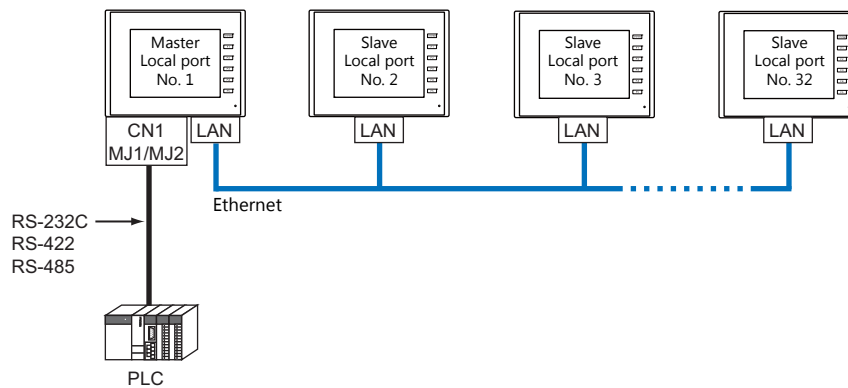 Master
Local port
No. 1
Slave
Local port
No. 2
Slave
Local port
No. 3
Slave
Local port
No. 32
CN1
MJ1/MJ2
LAN
LAN
LAN
LAN
Ethernet
RS-232C
RS-422
RS-485
PLC